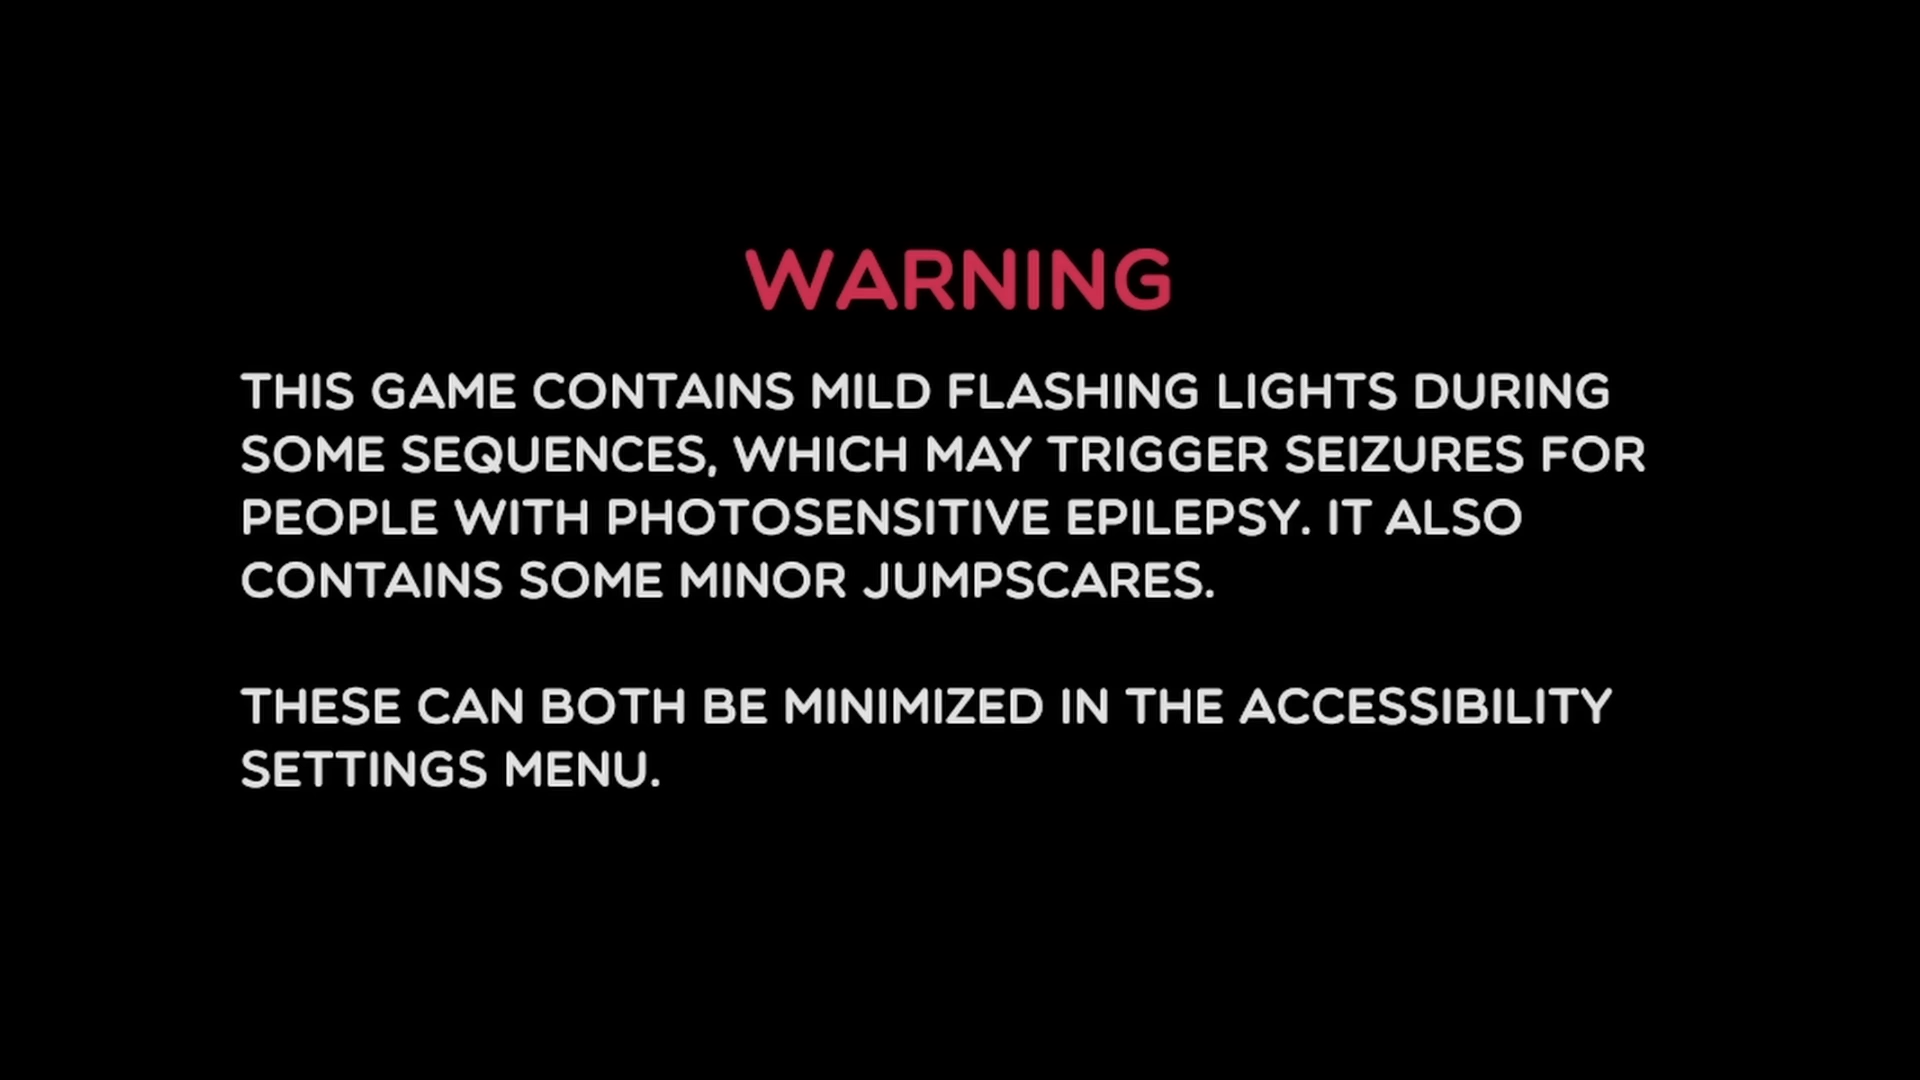 WARNING
THIS GAME CONTAINS MILD FLASHING LIGHTS DURING
SOME SEQUENCES, WHICH MAY TRIGGER SEIZURES FOR
PEOPLE WITH PHOTOSENSITIVE EPILEPSY. IT ALSO
CONTAINS SOME MINOR JUMPSCARES.
THESE CAN BOTH BE MINIMIZED IN THE ACCESSIBILITY
SETTINGS MENU.